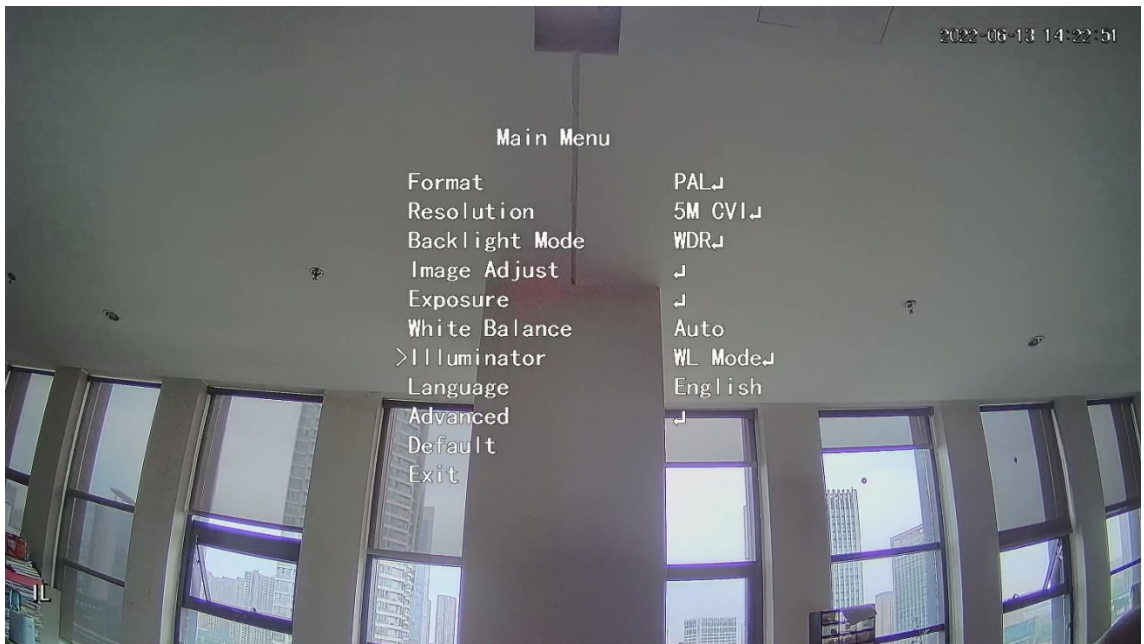 2022-06-13 14:22:51
Main Menu
Format PAL↵
Resolution 5M CVI↵
Backlight Mode WDR↵
Image Adjust ↵
Exposure ↵
White Balance Auto
>Illuminator WL Mode↵
Language English
Advanced ↵
Default
Exit
IL